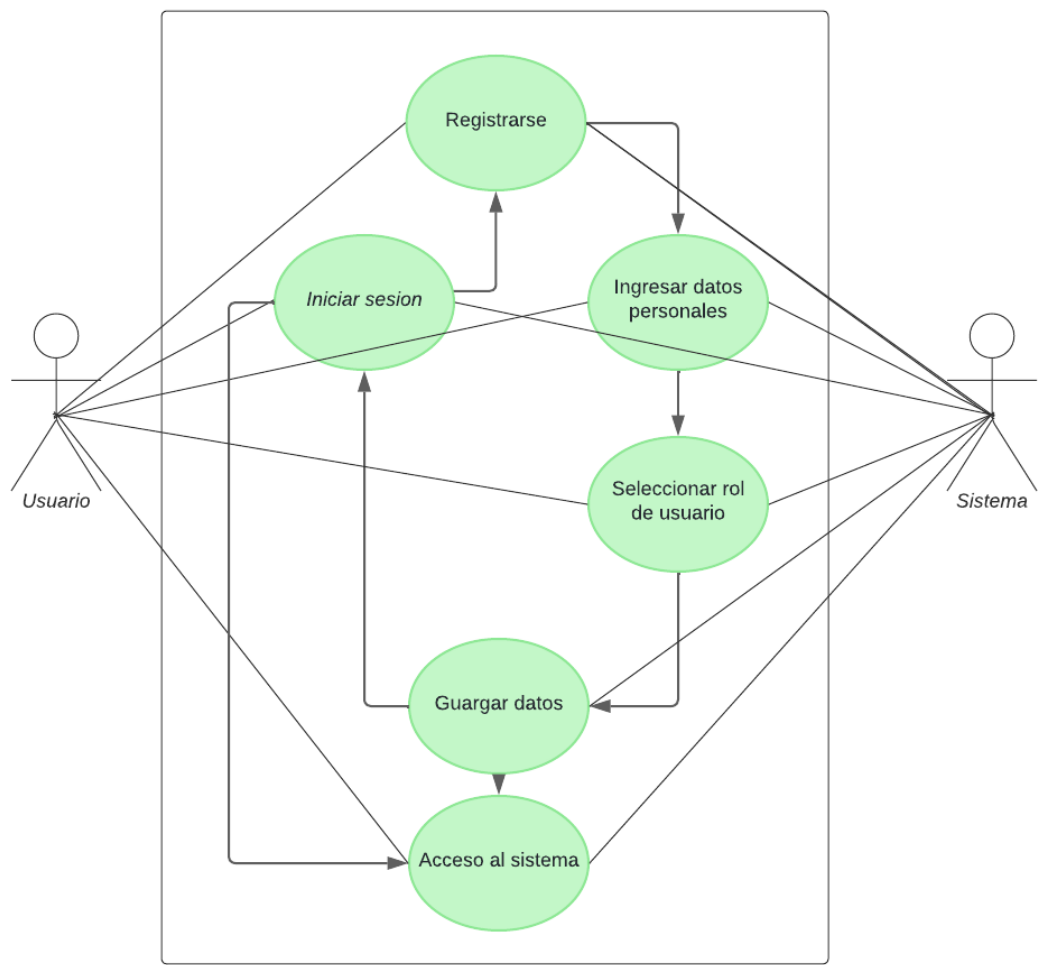 Registrarse
Iniciar sesion
Ingresar datos
personales
Usuario
Seleccionar rol
de usuario
Sistema
Guargar datos
Acceso al sistema